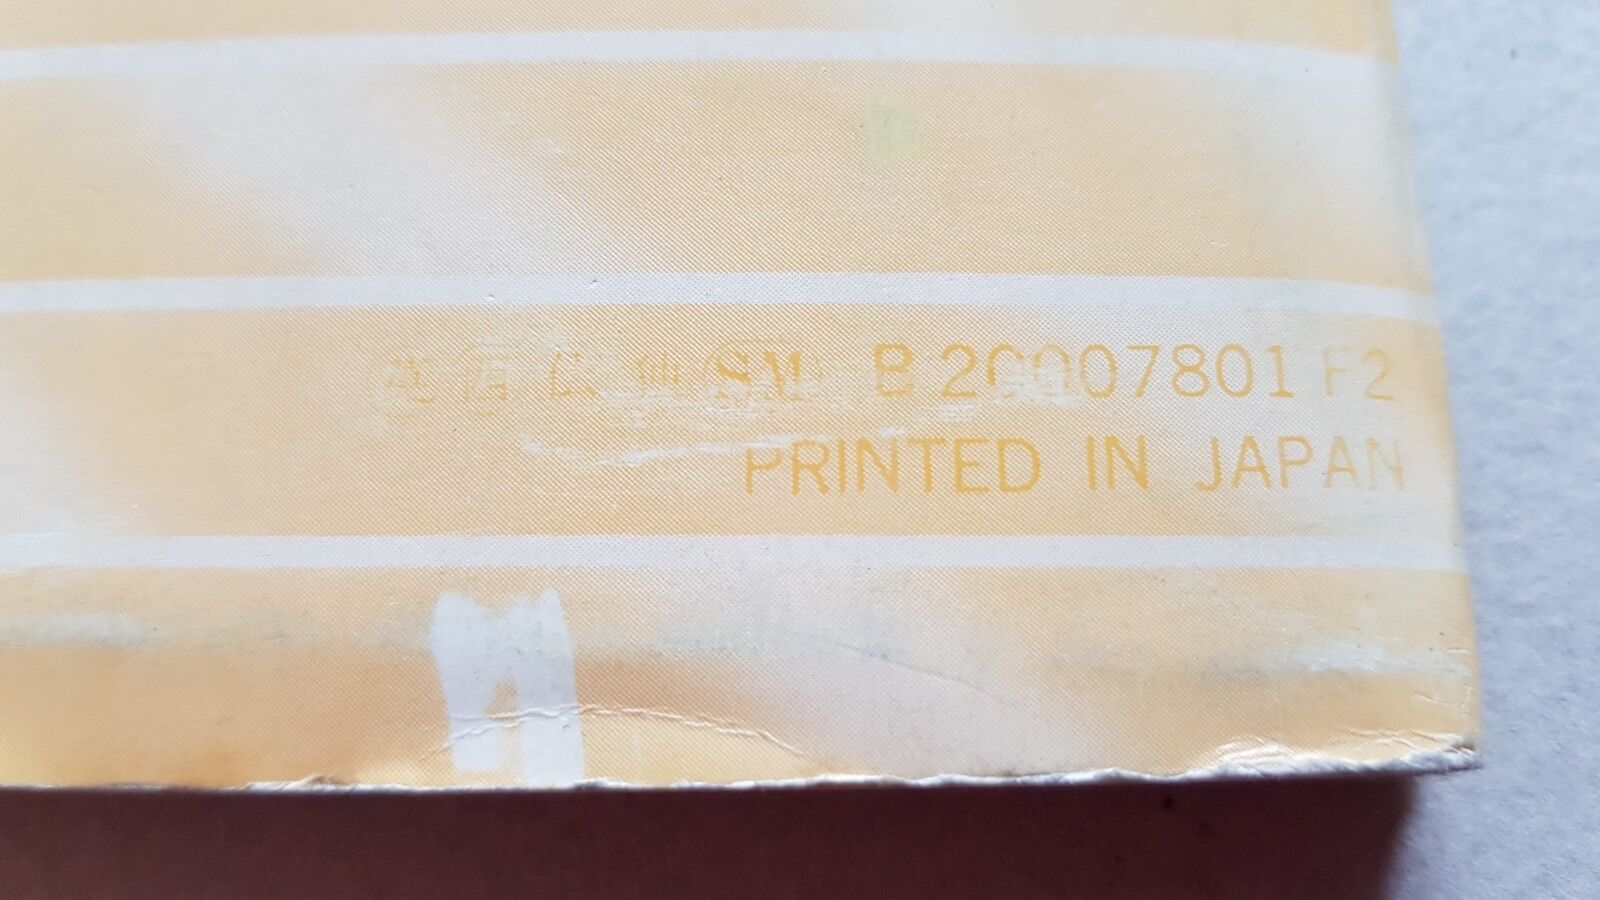 B 20007801 F2
PRINTED IN JAPAN